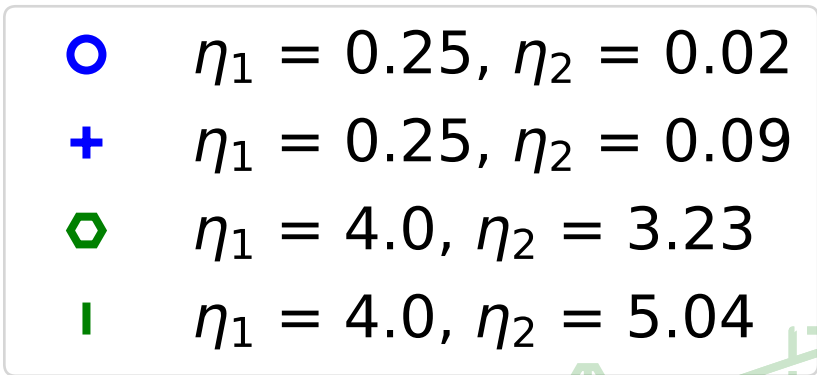 η₁ = 0.25, η₂ = 0.02
η₁ = 0.25, η₂ = 0.09
η₁ = 4.0, η₂ = 3.23
η₁ = 4.0, η₂ = 5.04